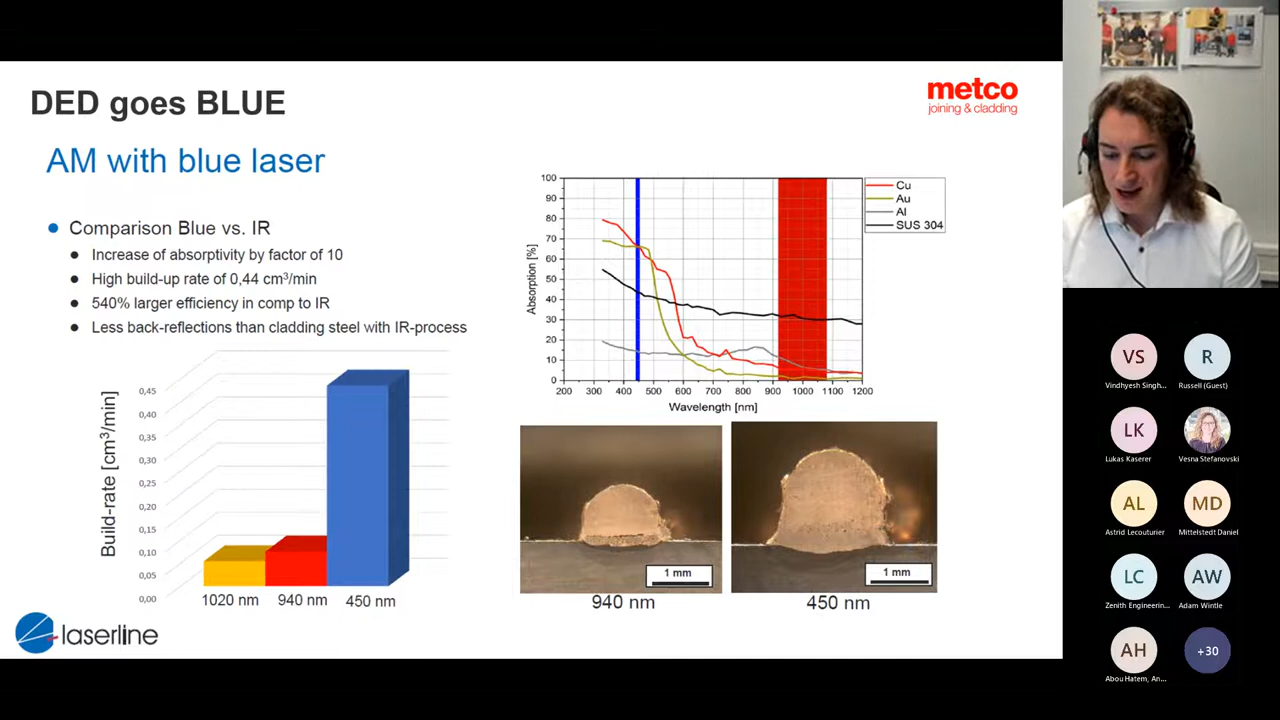 DED goes BLUE
metco
joining & cladding
AM with blue laser
Comparison Blue vs. IR
Increase of absorptivity by factor of 10
High build-up rate of 0,44 cm³/min
540% larger efficiency in comp to IR
Less back-reflections than cladding steel with IR-process
Build-rate [cm³/min]
0,45
0,40
0,35
0,30
0,25
0,20
0,15
0,10
0,05
0,00
1020 nm
940 nm
450 nm
Absorption [%]
100
90
80
70
60
50
40
30
20
10
0
200
300
400
500
600
700
800
900
1000
1100
1200
Wavelength [nm]
Cu
Au
Al
SUS 304
1 mm
940 nm
1 mm
450 nm
laserline
VS
Vindhyesh Singh...
R
Russell (Guest)
LK
Lukas Kaserer
Vesna Stefanovski
AL
Astrid Lecouturier
MD
Mittelstedt Daniel
LC
Zenith Engineerin...
AW
Adam Wintle
AH
Abou Hatem, An...
+30